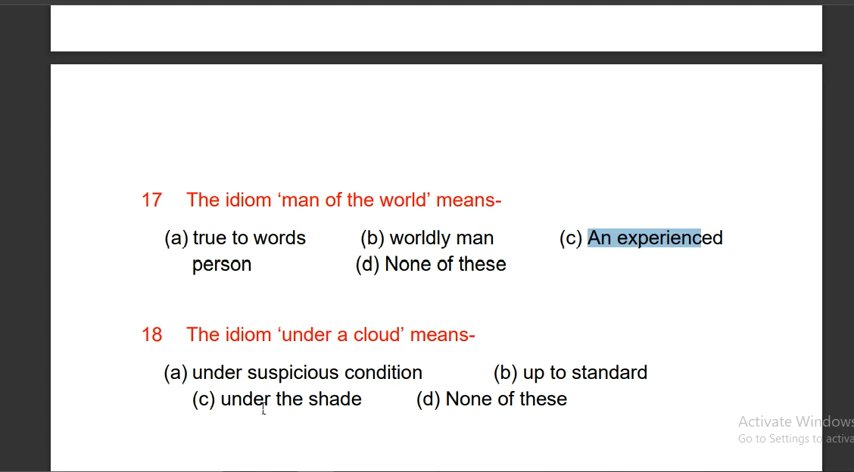 17 The idiom ‘man of the world’ means-
(a) true to words (b) worldly man (c) An experienced
person (d) None of these
18 The idiom ‘under a cloud’ means-
(a) under suspicious condition (b) up to standard
(c) under the shade (d) None of these
Activate Windows
Go to Settings to activa